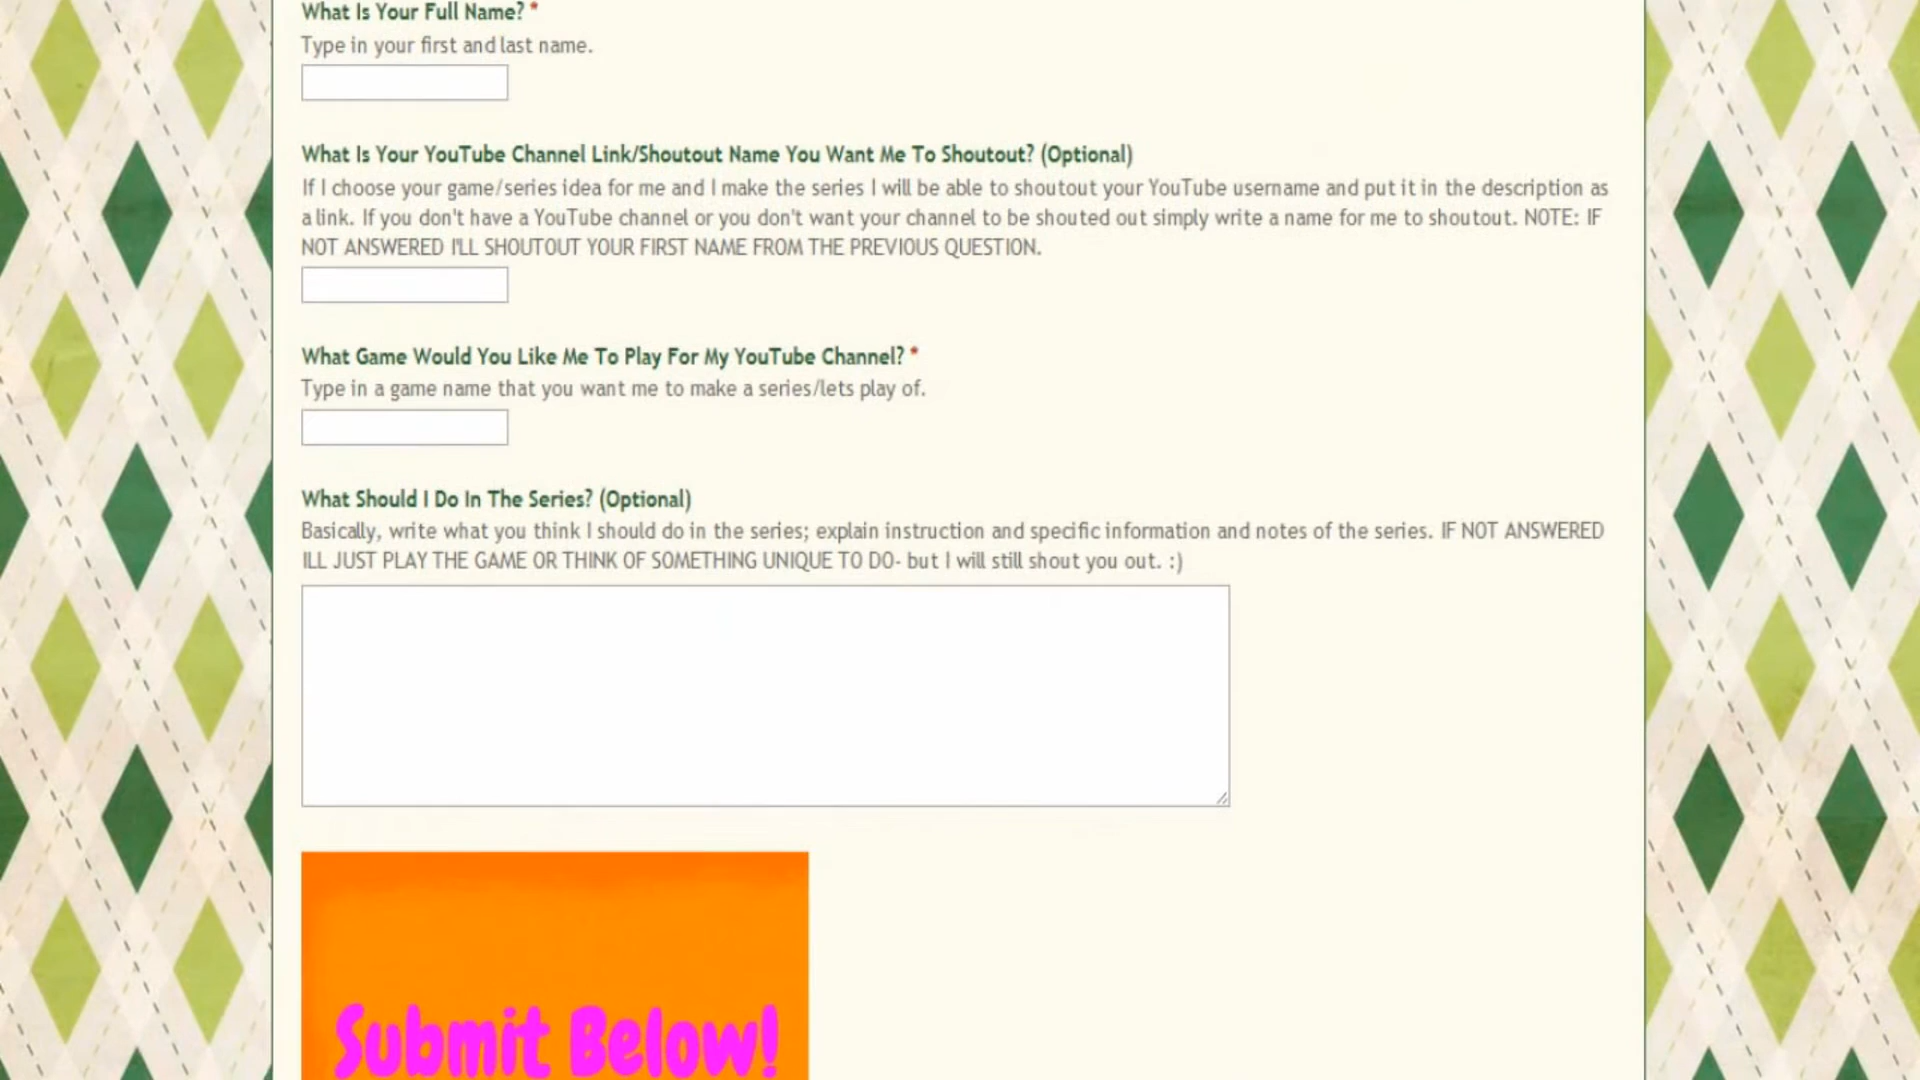 What Is Your Full Name? *
Type in your first and last name.
What Is Your YouTube Channel Link/Shoutout Name You Want Me To Shoutout? (Optional)
If I choose your game/series idea for me and I make the series I will be able to shoutout your YouTube username and put it in the description as
a link. If you don't have a YouTube channel or you don't want your channel to be shouted out simply write a name for me to shoutout. NOTE: IF
NOT ANSWERED I'LL SHOUTOUT YOUR FIRST NAME FROM THE PREVIOUS QUESTION.
What Game Would You Like Me To Play For My YouTube Channel? *
Type in a game name that you want me to make a series/lets play of.
What Should I Do In The Series? (Optional)
Basically, write what you think I should do in the series; explain instruction and specific information and notes of the series. IF NOT ANSWERED
ILL JUST PLAY THE GAME OR THINK OF SOMETHING UNIQUE TO DO- but I will still shout you out. :)
Submit Below!